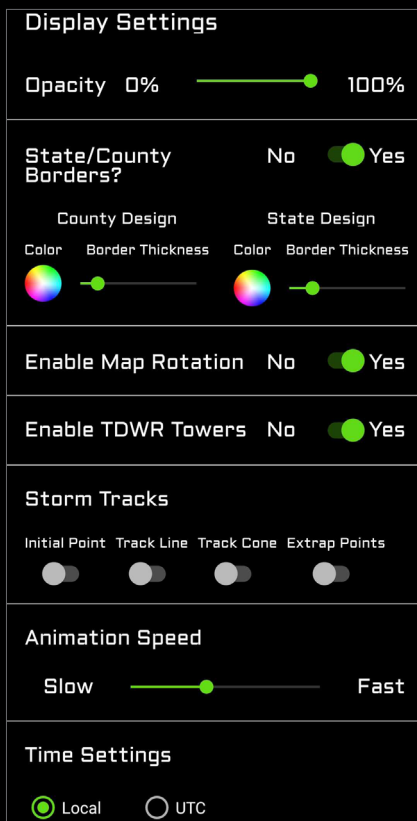 Display Settings
Opacity 0% 100%
State/County No Yes
Borders?
County Design State Design
Color Border Thickness Color Border Thickness
Enable Map Rotation No Yes
Enable TDWR Towers No Yes
Storm Tracks
Initial Point Track Line Track Cone Extrap Points
Animation Speed
Slow Fast
Time Settings
Local UTC